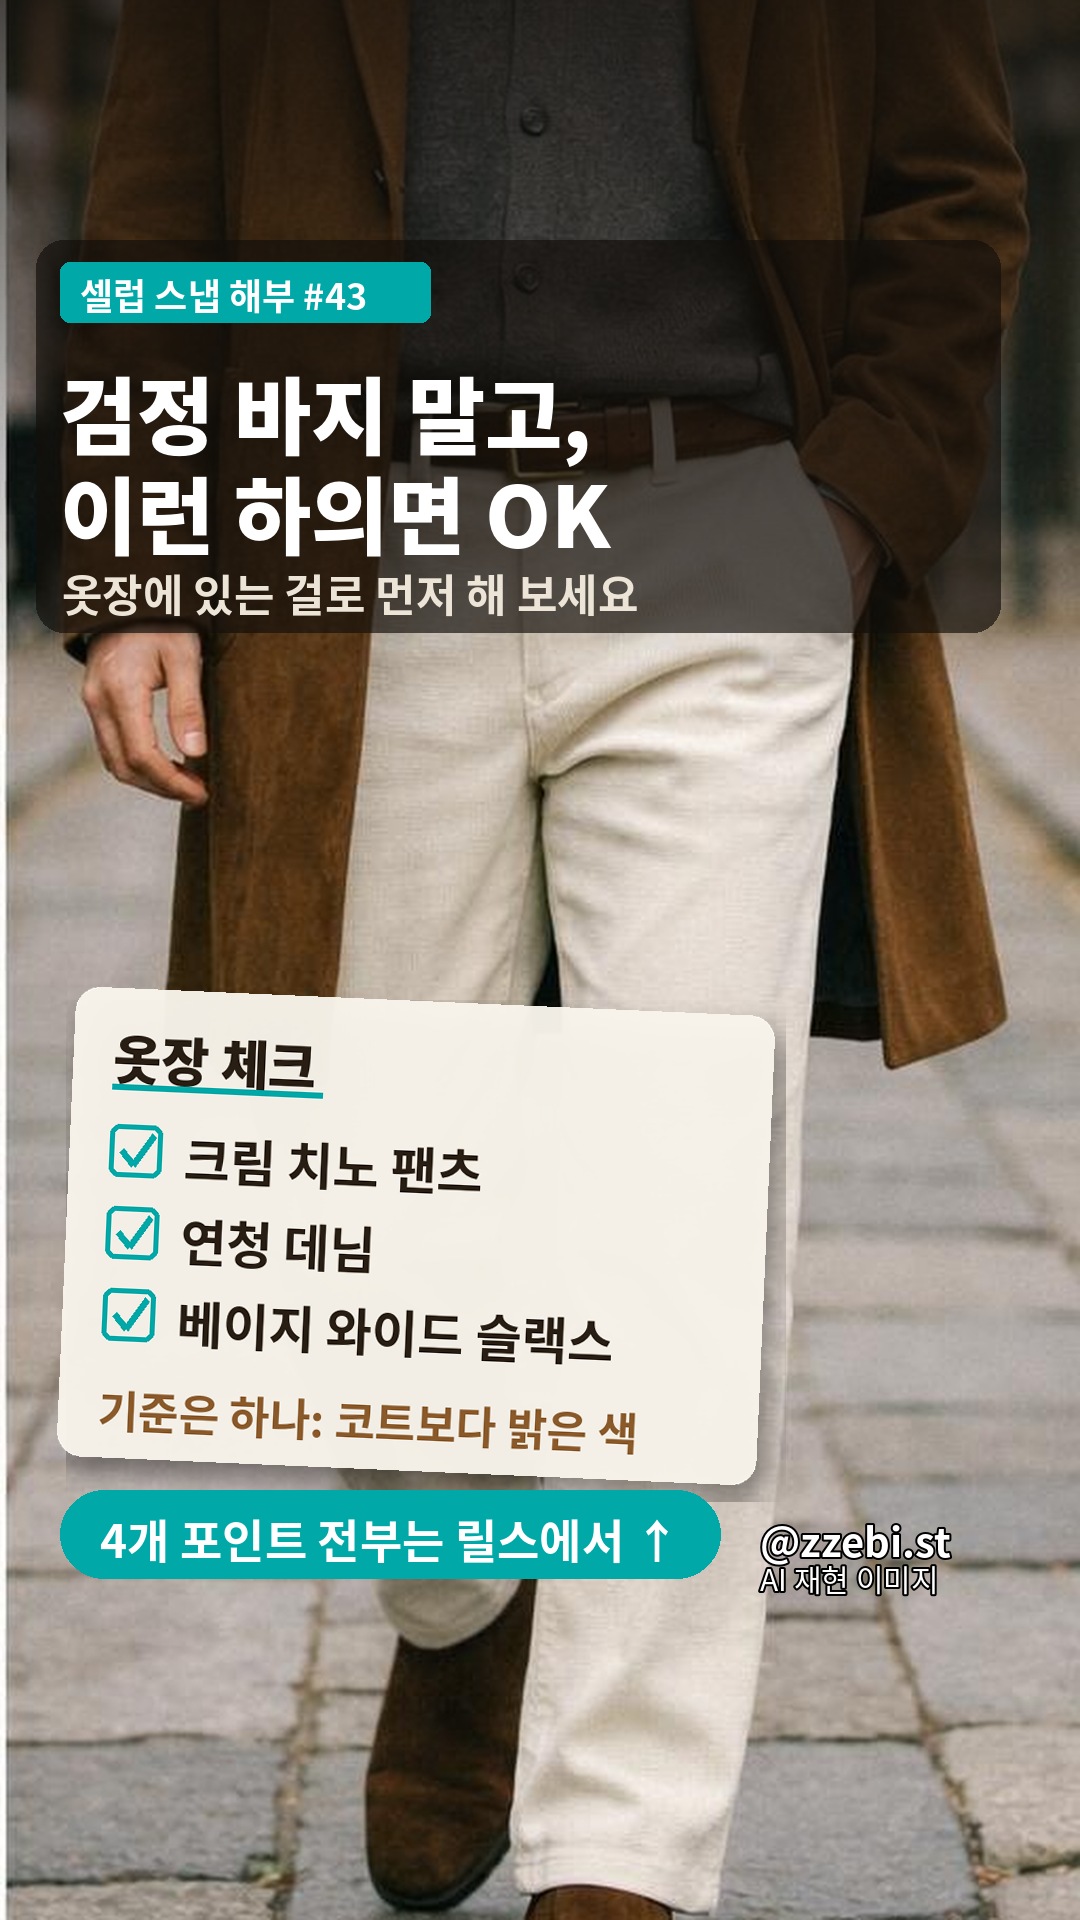 셀럽 스냅 해부 #43
검정 바지 말고,
이런 하의면 OK
옷장에 있는 걸로 먼저 해 보세요
옷장 체크
크림 치노 팬츠
연청 데님
베이지 와이드 슬랙스
기준은 하나: 코트보다 밝은 색
4개 포인트 전부는 릴스에서 ↑
@zzebi.st
AI 재현 이미지